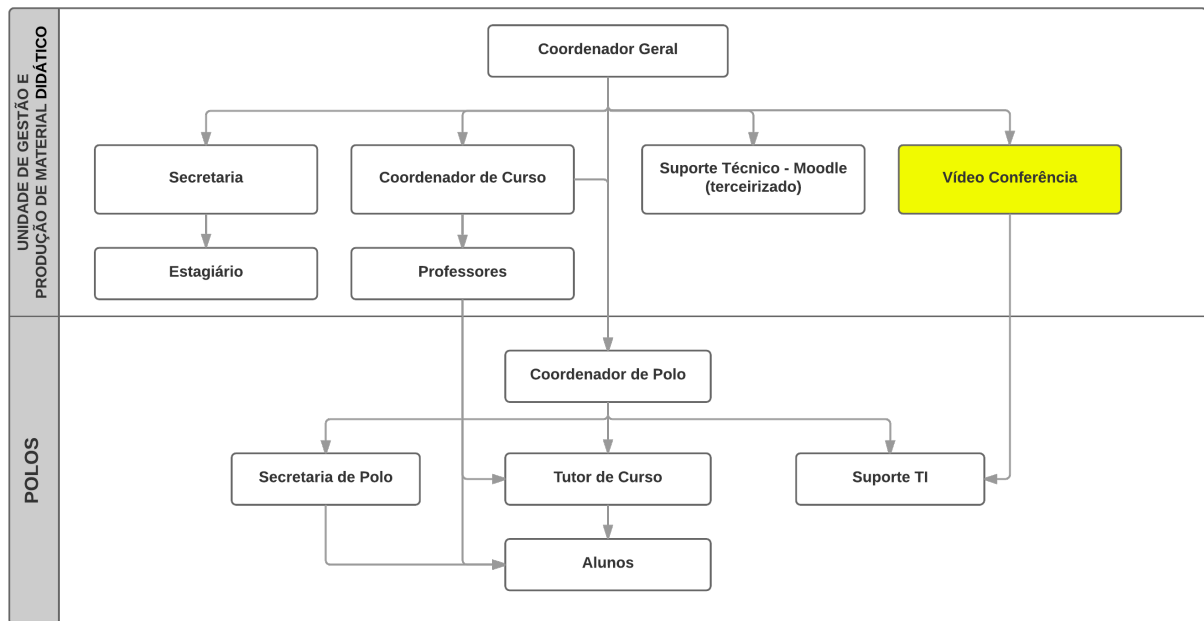 UNIDADE DE GESTÃO E
PRODUÇÃO DE MATERIAL DIDÁTICO
Coordenador Geral
Secretaria
Coordenador de Curso
Suporte Técnico - Moodle
(terceirizado)
Vídeo Conferência
Estagiário
Professores
POLOS
Coordenador de Polo
Secretaria de Polo
Tutor de Curso
Suporte TI
Alunos